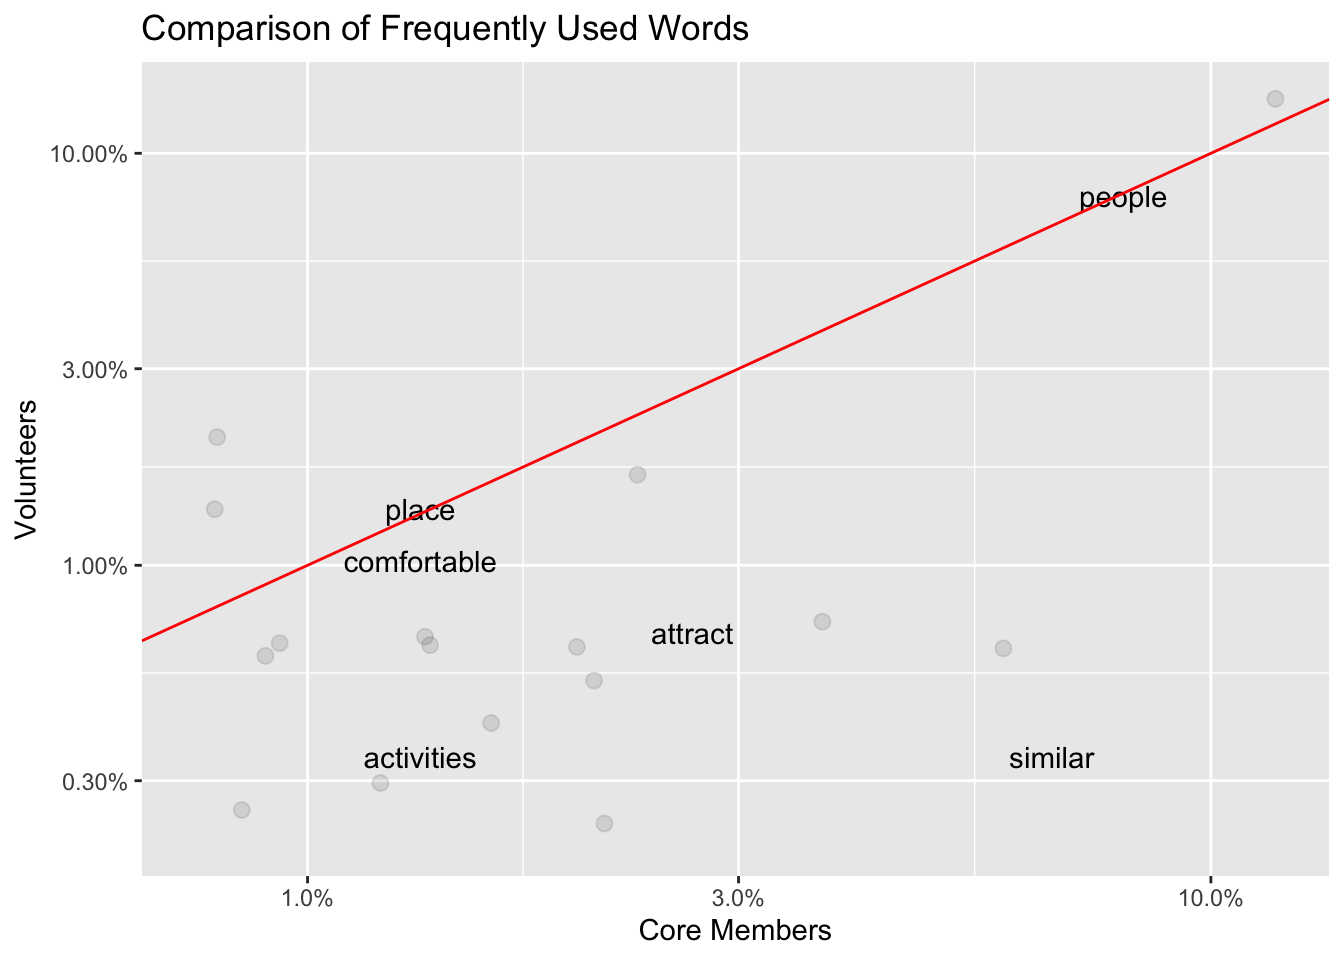 Comparison of Frequently Used Words
10.00%
people
3.00%
place
comfortable
1.00%
attract
activities
similar
0.30%
Volunteers
1.0%
3.0%
10.0%
Core Members